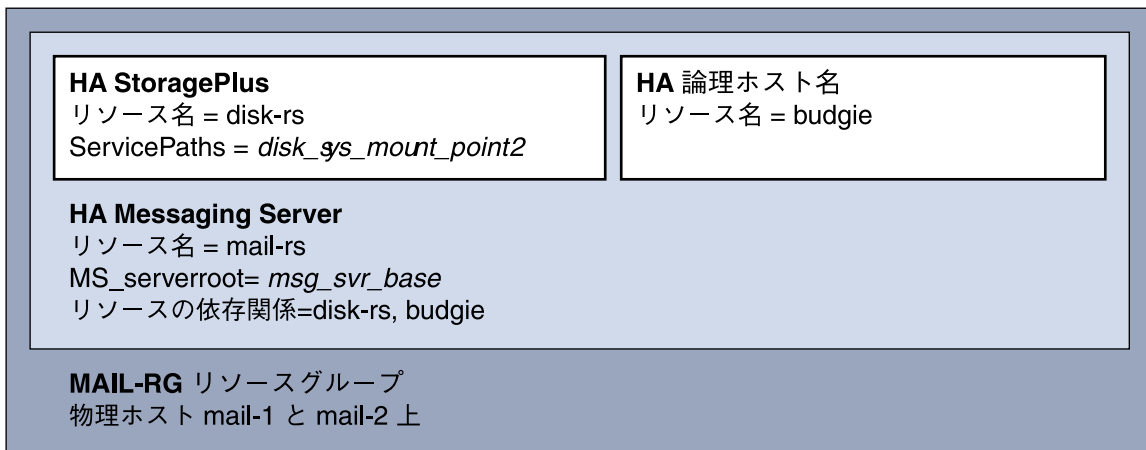 HA StoragePlus
リソース名 = disk-rs
ServicePaths = disk_sys_mount_point2
HA 論理ホスト名
リソース名 = budgie
HA Messaging Server
リソース名 = mail-rs
MS_serverroot= msg_svr_base
リソースの依存関係=disk-rs, budgie
MAIL-RG リソースグループ
物理ホスト mail-1 と mail-2 上